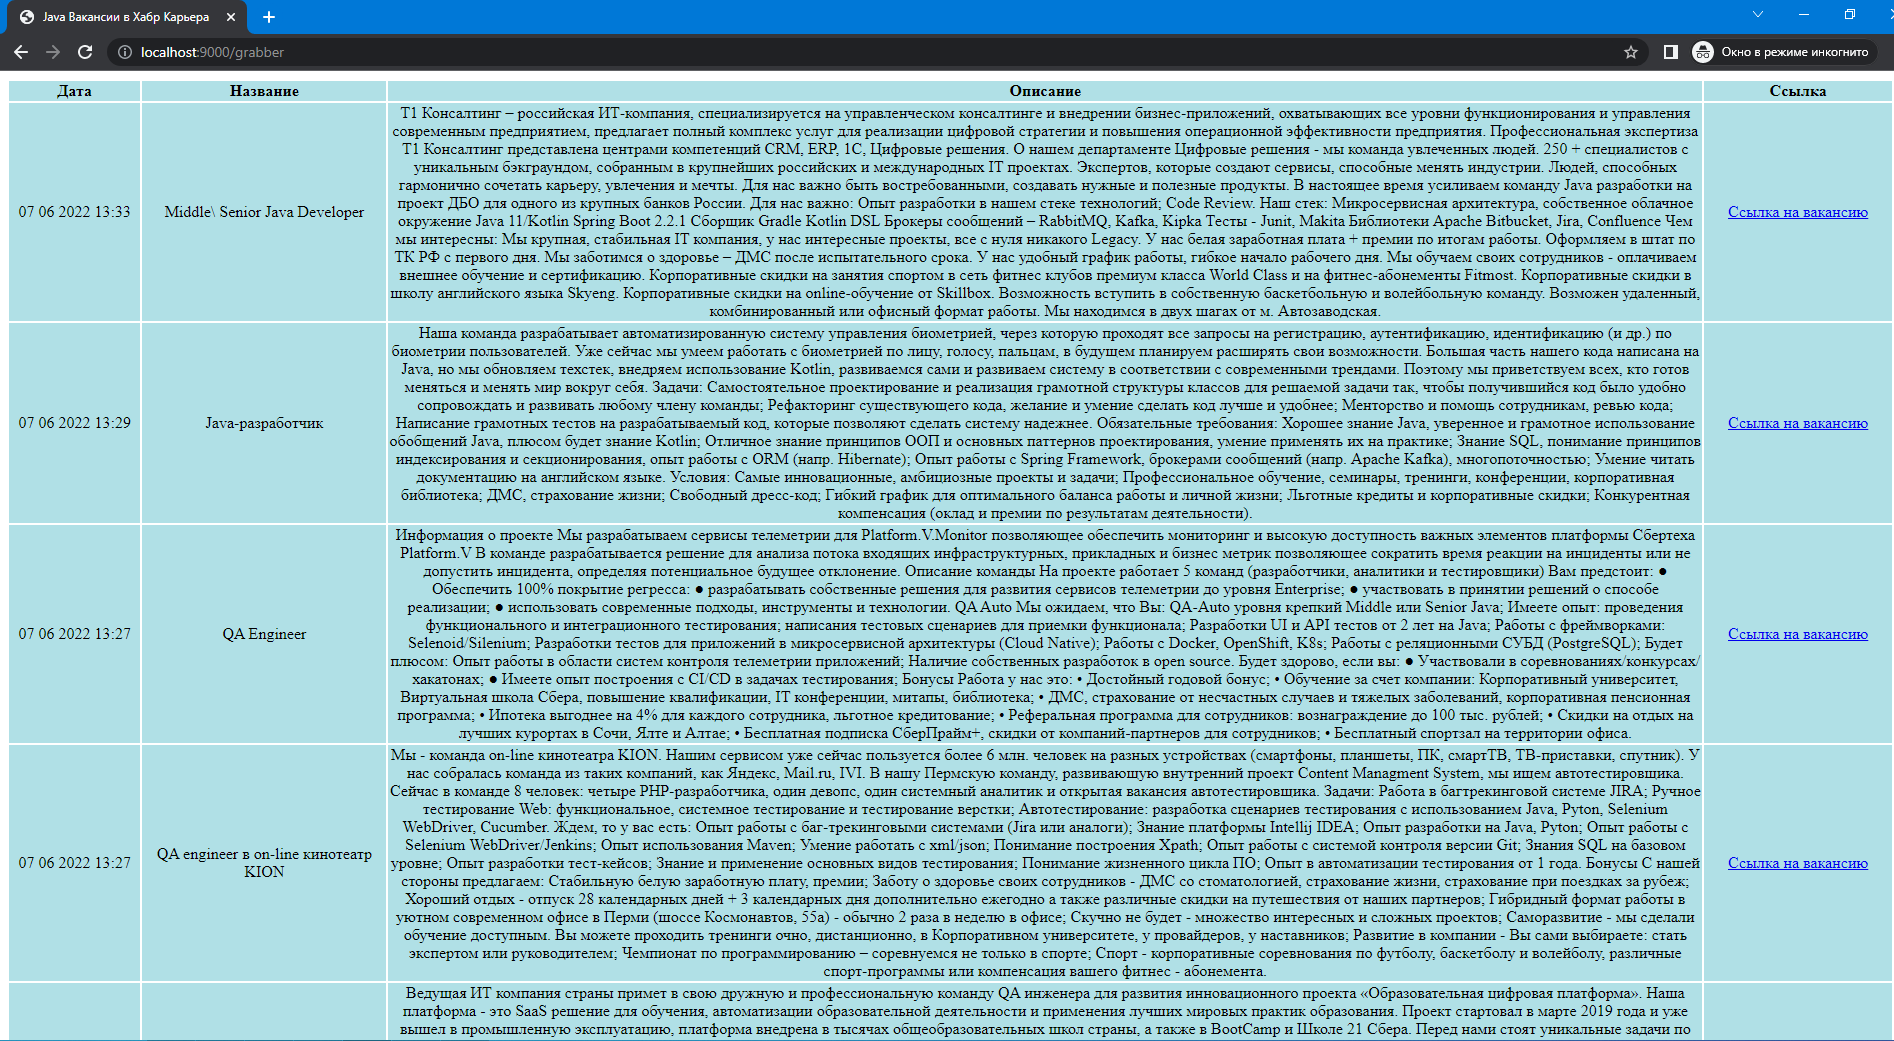 Java Вакансии в Хабр Карьера
localhost:9000/grabber
Окно в режиме инкогнито
Дата Название Описание Ссылка
07 06 2022 13:33
Middle\ Senior Java Developer
Т1 Консалтинг – российская ИТ-компания, специализируется на управленческом консалтинге и внедрении бизнес-приложений, охватывающих все уровни функционирования и управления
современным предприятием, предлагает полный комплекс услуг для реализации цифровой стратегии и повышения операционной эффективности предприятия. Профессиональная экспертиза
Т1 Консалтинг представлена центрами компетенций CRM, ERP, 1С, Цифровые решения. О нашем департаменте Цифровые решения - мы команда увлеченных людей. 250 + специалистов с
уникальным бэкграундом, собранным в крупнейших российских и международных IT проектах. Экспертов, которые создают сервисы, способные менять индустрии. Людей, способных
гармонично сочетать карьеру, увлечения и мечты. Для нас важно быть востребованными, создавать нужные и полезные продукты. В настоящее время усиливаем команду Java разработки на
проект ДБО для одного из крупных банков России. Для нас важно: Опыт разработки в нашем стеке технологий; Code Review. Наш стек: Микросервисная архитектура, собственное облачное
окружение Java 11/Kotlin Spring Boot 2.2.1 Сборщик Gradle Kotlin DSL Брокеры сообщений – RabbitMQ, Kafka, Kipka Тесты - Junit, Makita Библиотеки Apache Bitbucket, Jira, Confluence Чем
мы интересны: Мы крупная, стабильная IT компания, у нас интересные проекты, все с нуля никакого Legacy. У нас белая заработная плата + премии по итогам работы. Оформляем в штат по
ТК РФ с первого дня. Мы заботимся о здоровье – ДМС после испытательного срока. У нас удобный график работы, гибкое начало рабочего дня. Мы обучаем своих сотрудников - оплачиваем
внешнее обучение и сертификацию. Корпоративные скидки на занятия спортом в сеть фитнес клубов премиум класса World Class и на фитнес-абонементы Fitmost. Корпоративные скидки в
школу английского языка Skyeng. Корпоративные скидки на online-обучение от Skillbox. Возможность вступить в собственную баскетбольную и волейбольную команду. Возможен удаленный,
комбинированный или офисный формат работы. Мы находимся в двух шагах от м. Автозаводская.
Ссылка на вакансию
07 06 2022 13:29
Java-разработчик
Наша команда разрабатывает автоматизированную систему управления биометрией, через которую проходят все запросы на регистрацию, аутентификацию, идентификацию (и др.) по
биометрии пользователей. Уже сейчас мы умеем работать с биометрией по лицу, голосу, пальцам, в будущем планируем расширять свои возможности. Большая часть нашего кода написана на
Java, но мы обновляем техстек, внедряем использование Kotlin, развиваемся сами и развиваем систему в соответствии с современными трендами. Поэтому мы приветствуем всех, кто готов
меняться и менять мир вокруг себя. Задачи: Самостоятельное проектирование и реализация грамотной структуры классов для решаемой задачи так, чтобы получившийся код было удобно
сопровождать и развивать любому члену команды; Рефакторинг существующего кода, желание и умение сделать код лучше и удобнее; Менторство и помощь сотрудникам, ревью кода;
Написание грамотных тестов на разрабатываемый код, которые позволяют сделать систему надежнее. Обязательные требования: Хорошее знание Java, уверенное и грамотное использование
обобщений Java, плюсом будет знание Kotlin; Отличное знание принципов ООП и основных паттернов проектирования, умение применять их на практике; Знание SQL, понимание принципов
индексирования и секционирования, опыт работы с ORM (напр. Hibernate); Опыт работы с Spring Framework, брокерами сообщений (напр. Apache Kafka), многопоточностью; Умение читать
документацию на английском языке. Условия: Самые инновационные, амбициозные проекты и задачи; Профессиональное обучение, семинары, тренинги, конференции, корпоративная
библиотека; ДМС, страхование жизни; Свободный дресс-код; Гибкий график для оптимального баланса работы и личной жизни; Льготные кредиты и корпоративные скидки; Конкурентная
компенсация (оклад и премии по результатам деятельности).
Ссылка на вакансию
07 06 2022 13:27
QA Engineer
Информация о проекте Мы разрабатываем сервисы телеметрии для Platform.V.Monitor позволяющее обеспечить мониторинг и высокую доступность важных элементов платформы Сбертеха
Platform.V В команде разрабатывается решение для анализа потока входящих инфраструктурных, прикладных и бизнес метрик позволяющее сократить время реакции на инциденты или не
допустить инцидента, определяя потенциальное будущее отклонение. Описание команды На проекте работает 5 команд (разработчики, аналитики и тестировщики) Вам предстоит: ●
Обеспечить 100% покрытие регресса: ● разрабатывать собственные решения для развития сервисов телеметрии до уровня Enterprise; ● участвовать в принятии решений о способе
реализации; ● использовать современные подходы, инструменты и технологии. QA Auto Мы ожидаем, что Вы: QA-Auto уровня крепкий Middle или Senior Java; Имеете опыт: проведения
функционального и интеграционного тестирования; написания тестовых сценариев для приемки функционала; Разработки UI и API тестов от 2 лет на Java; Работы с фреймворками:
Selenoid/Silenium; Разработки тестов для приложений в микросервисной архитектуры (Cloud Native); Работы с Docker, OpenShift, K8s; Работы с реляционными СУБД (PostgreSQL); Будет
плюсом: Опыт работы в области систем контроля телеметрии приложений; Наличие собственных разработок в open source. Будет здорово, если вы: ● Участвовали в соревнованиях/конкурсах/
хакатонах; ● Имеете опыт построения с CI/CD в задачах тестирования; Бонусы Работа у нас это: • Достойный годовой бонус; • Обучение за счет компании: Корпоративный университет,
Виртуальная школа Сбера, повышение квалификации, IT конференции, митапы, библиотека; • ДМС, страхование от несчастных случаев и тяжелых заболеваний, корпоративная пенсионная
программа; • Ипотека выгоднее на 4% для каждого сотрудника, льготное кредитование; • Реферальная программа для сотрудников: вознаграждение до 100 тыс. рублей; • Скидки на отдых на
лучших курортах в Сочи, Ялте и Алтае; • Бесплатная подписка СберПрайм+, скидки от компаний-партнеров для сотрудников; • Бесплатный спортзал на территории офиса.
Ссылка на вакансию
07 06 2022 13:27
QA engineer в on-line кинотеатр
KION
Мы - команда on-line кинотеатра KION. Нашим сервисом уже сейчас пользуется более 6 млн. человек на разных устройствах (смартфоны, планшеты, ПК, смартТВ, ТВ-приставки, спутник). У
нас собралась команда из таких компаний, как Яндекс, Mail.ru, IVI. В нашу Пермскую команду, развивающую внутренний проект Content Managment System, мы ищем автотестировщика.
Сейчас в команде 8 человек: четыре PHP-разработчика, один девопс, один системный аналитик и открытая вакансия автотестировщика. Задачи: Работа в багтрекинговой системе JIRA; Ручное
тестирование Web: функциональное, системное тестирование и тестирование верстки; Автотестирование: разработка сценариев тестирования с использованием Java, Pyton, Selenium
WebDriver, Cucumber. Ждем, то у вас есть: Опыт работы с баг-трекинговыми системами (Jira или аналоги); Знание платформы Intellij IDEA; Опыт разработки на Java, Pyton; Опыт работы с
Selenium WebDriver/Jenkins; Опыт использования Maven; Умение работать с xml/json; Понимание построения Xpath; Опыт работы с системой контроля версии Git; Знания SQL на базовом
уровне; Опыт разработки тест-кейсов; Знание и применение основных видов тестирования; Понимание жизненного цикла ПО; Опыт в автоматизации тестирования от 1 года. Бонусы С нашей
стороны предлагаем: Стабильную белую заработную плату, премии; Заботу о здоровье своих сотрудников - ДМС со стоматологией, страхование жизни, страхование при поездках за рубеж;
Хороший отдых - отпуск 28 календарных дней + 3 календарных дня дополнительно ежегодно а также различные скидки на путешествия от наших партнеров; Гибридный формат работы в
уютном современном офисе в Перми (шоссе Космонавтов, 55а) - обычно 2 раза в неделю в офисе; Скучно не будет - множество интересных и сложных проектов; Саморазвитие - мы сделали
обучение доступным. Вы можете проходить тренинги очно, дистанционно, в Корпоративном университете, у провайдеров, у наставников; Развитие в компании - Вы сами выбираете: стать
экспертом или руководителем; Чемпионат по программированию – соревнуемся не только в спорте; Спорт - корпоративные соревнования по футболу, баскетболу и волейболу, различные
спорт-программы или компенсация вашего фитнес - абонемента.
Ссылка на вакансию
Ведущая ИТ компания страны примет в свою дружную и профессиональную команду QA инженера для развития инновационного проекта «Образовательная цифровая платформа». Наша
платформа - это SaaS решение для обучения, автоматизации образовательной деятельности и применения лучших мировых практик образования. Проект стартовал в марте 2019 года и уже
вышел в промышленную эксплуатацию, платформа внедрена в тысячах общеобразовательных школ страны, а также в BootCamp и Школе 21 Сбера. Перед нами стоят уникальные задачи по